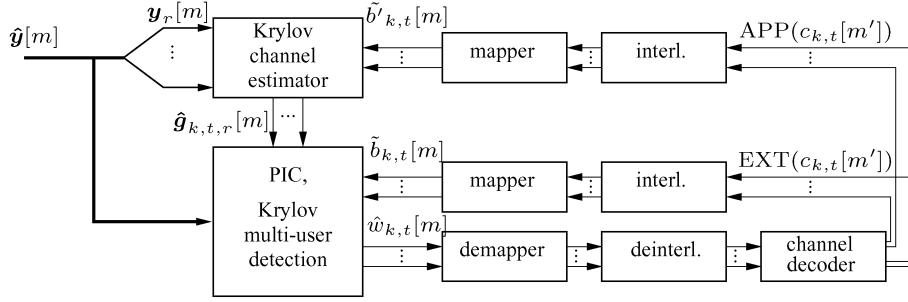 y_r[m]
b̃'_{k,t}[m]
APP(c_{k,t}[m'])
ŷ[m]
Krylov
channel
estimator
mapper
interl.
ĝ_{k,t,r}[m]
b̃_{k,t}[m]
EXT(c_{k,t}[m'])
PIC,
Krylov
multi-user
detection
mapper
interl.
ŵ_{k,t}[m]
demapper
deinterl.
channel
decoder